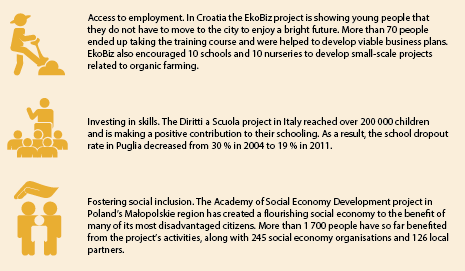 Access to employment. In Croatia the EkoBiz project is showing young people that
they do not have to move to the city to enjoy a bright future. More than 70 people
ended up taking the training course and were helped to develop viable business plans.
EkoBiz also encouraged 10 schools and 10 nurseries to develop small-scale projects
related to organic farming.
Investing in skills. The Diritti a Scuola project in Italy reached over 200 000 children
and is making a positive contribution to their schooling. As a result, the school dropout
rate in Puglia decreased from 30 % in 2004 to 19 % in 2011.
Fostering social inclusion. The Academy of Social Economy Development project in
Poland's Malopolskie region has created a flourishing social economy to the benefit of
many of its most disadvantaged citizens. More than 1 700 people have so far benefited
from the project's activities, along with 245 social economy organisations and 126 local
partners.